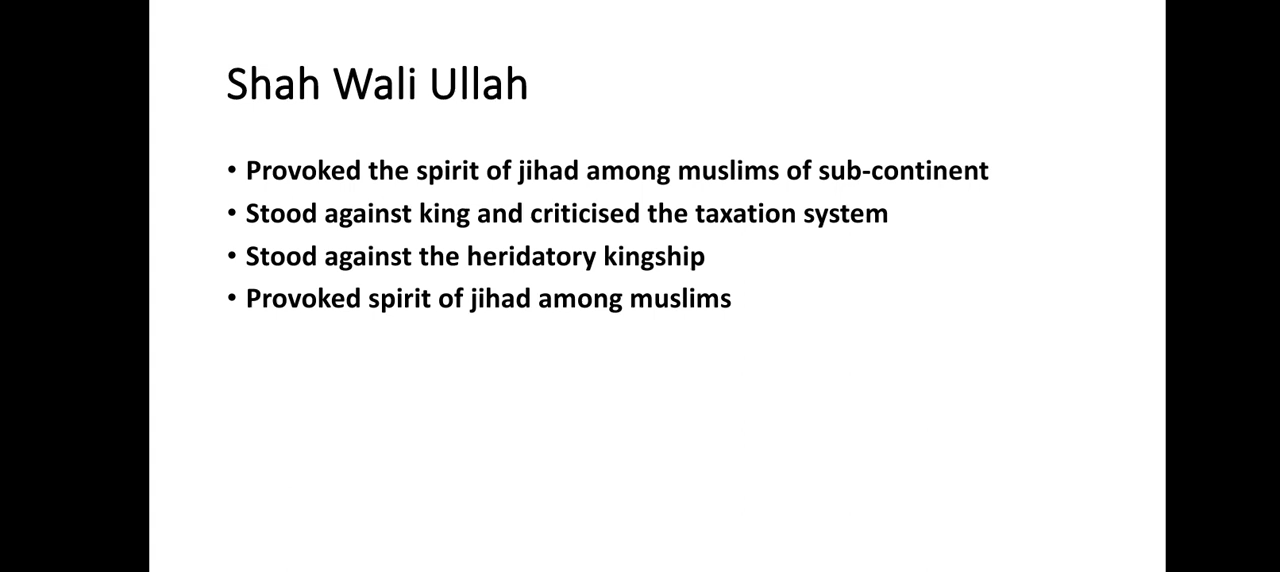 Shah Wali Ullah
• Provoked the spirit of jihad among muslims of sub-continent
• Stood against king and criticised the taxation system
• Stood against the heridatory kingship
• Provoked spirit of jihad among muslims